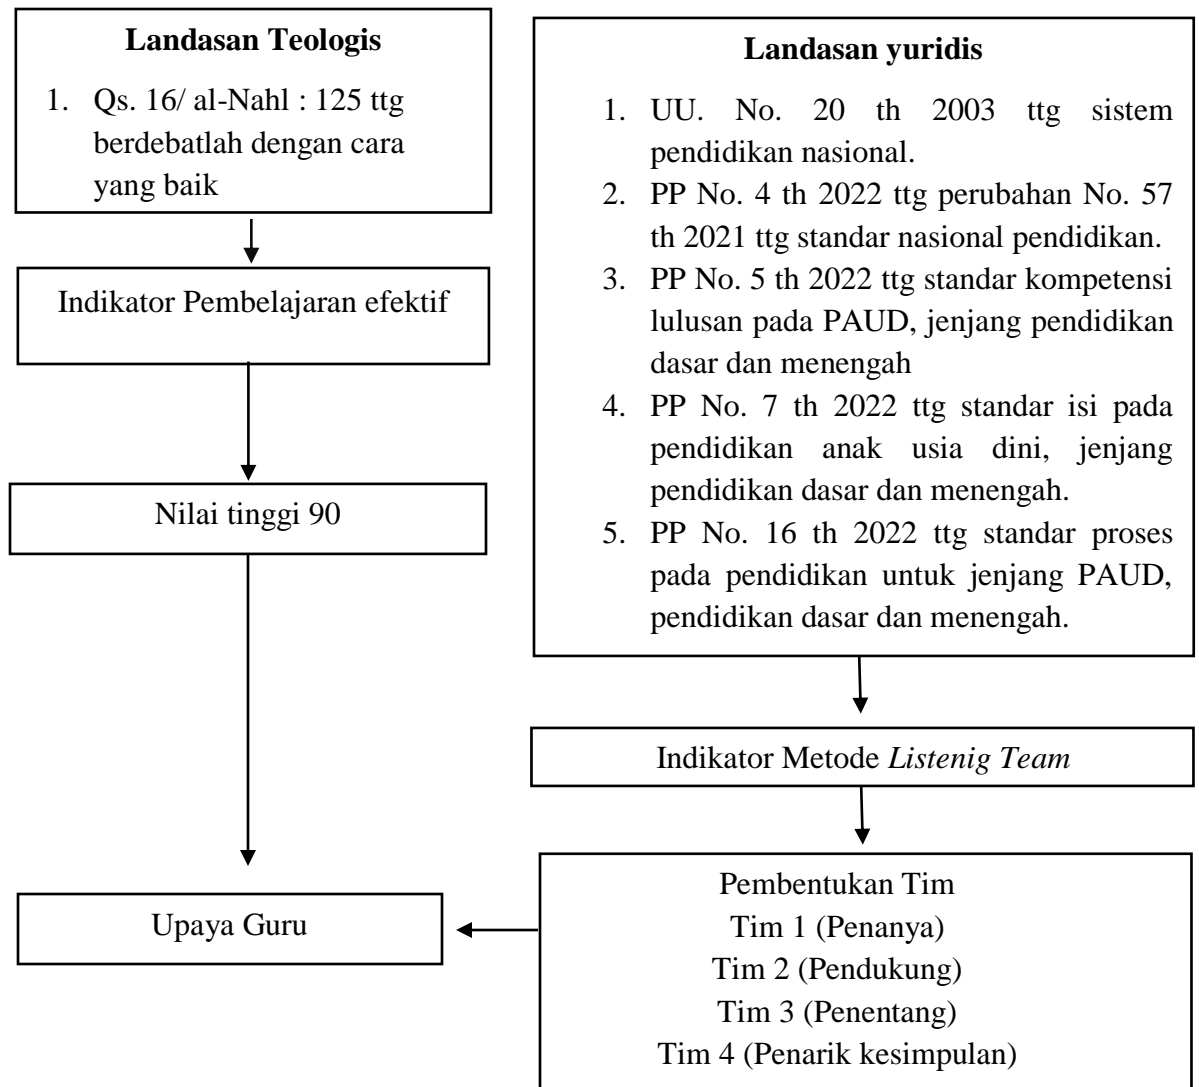 Landasan Teologis
1. Qs. 16/ al-Nahl : 125 ttg
berdebatlah dengan cara
yang baik
Indikator Pembelajaran efektif
Nilai tinggi 90
Upaya Guru
Landasan yuridis
1. UU. No. 20 th 2003 ttg sistem
pendidikan nasional.
2. PP No. 4 th 2022 ttg perubahan No. 57
th 2021 ttg standar nasional pendidikan.
3. PP No. 5 th 2022 ttg standar kompetensi
lulusan pada PAUD, jenjang pendidikan
dasar dan menengah
4. PP No. 7 th 2022 ttg standar isi pada
pendidikan anak usia dini, jenjang
pendidikan dasar dan menengah.
5. PP No. 16 th 2022 ttg standar proses
pada pendidikan untuk jenjang PAUD,
pendidikan dasar dan menengah.
Indikator Metode Listenig Team
Pembentukan Tim
Tim 1 (Penanya)
Tim 2 (Pendukung)
Tim 3 (Penentang)
Tim 4 (Penarik kesimpulan)